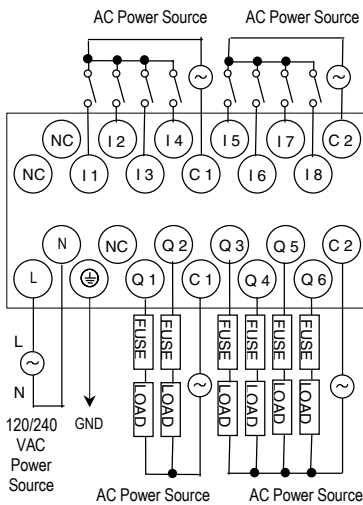 AC Power Source AC Power Source
NC I2 I4 I5 I7 C2
NC I1 I3 C1 I6 I8
N NC Q2 Q3 Q5 C2
L Q1 C1 Q4 Q6
FUSE FUSE FUSE FUSE FUSE FUSE
LOAD LOAD LOAD LOAD LOAD LOAD
L
N
120/240
VAC
Power
Source
GND
AC Power Source AC Power Source